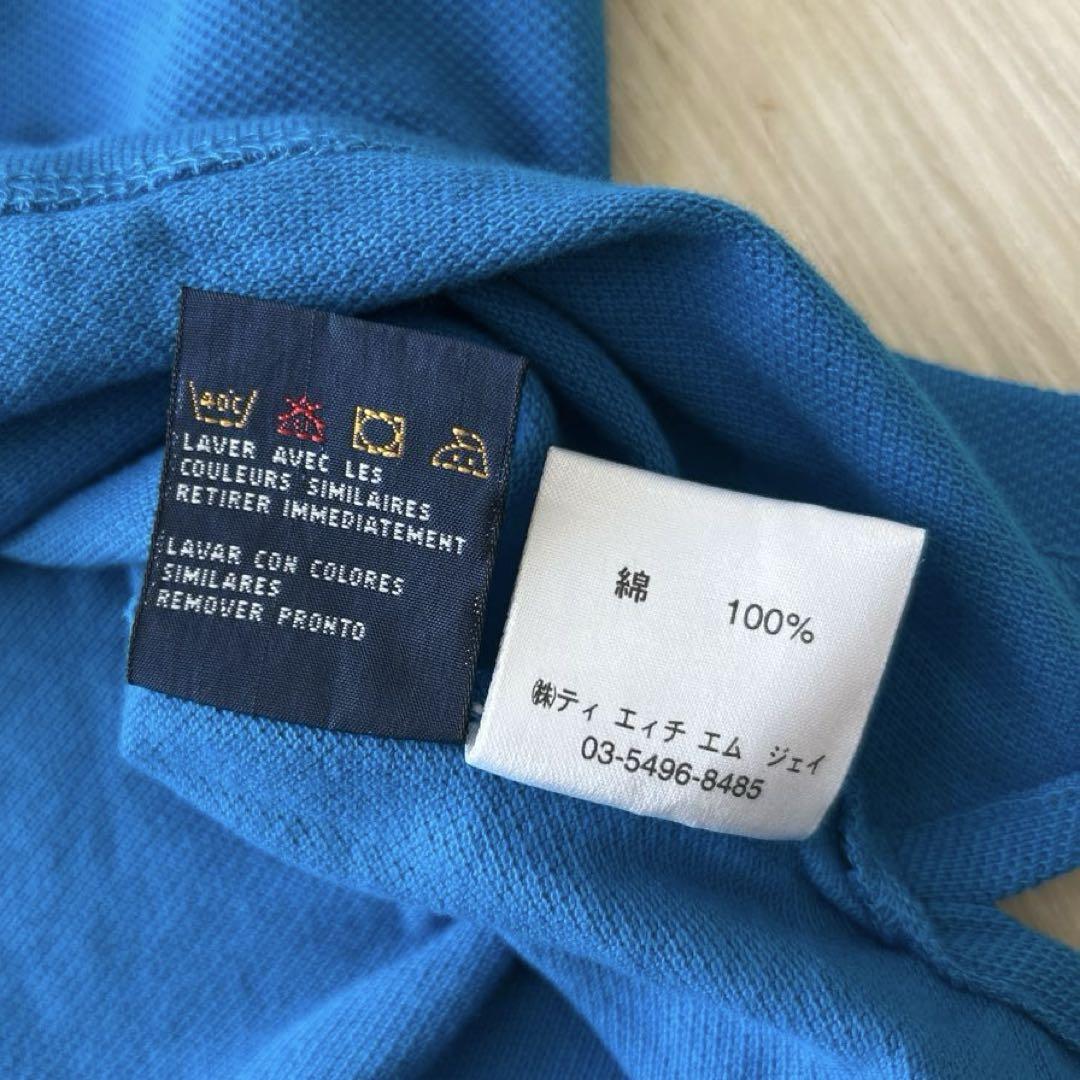 40°C
LAVER AVEC LES
COULEURS SIMILAIRES
RETIRER IMMEDIATEMENT
LAVAR CON COLORES
SIMILARES
REMOVER PRONTO
綿 100%
㈱ティ エィチ エム ジェイ
03-5496-8485